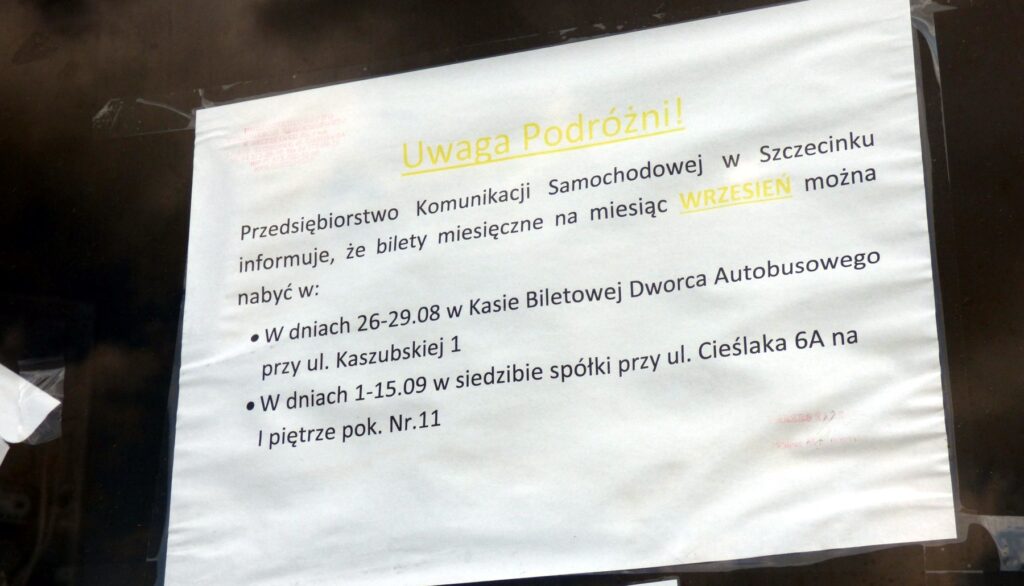 Uwaga Podróżni!
Przedsiębiorstwo Komunikacji Samochodowej w Szczecinku
informuje, że bilety miesięczne na miesiąc WRZESIEŃ można
nabyć w:
• W dniach 26-29.08 w Kasie Biletowej Dworca Autobusowego
przy ul. Kaszubskiej 1
• W dniach 1-15.09 w siedzibie spółki przy ul. Cieślaka 6A na
I piętrze pok. Nr.11